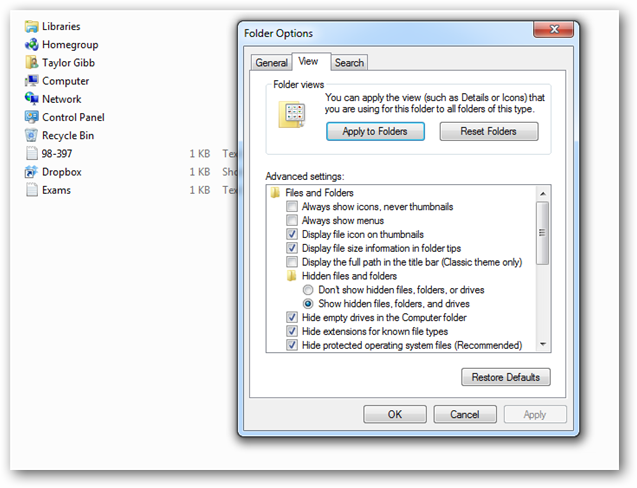 Libraries
Homegroup
Taylor Gibb
Computer
Network
Control Panel
Recycle Bin
98-397 1 KB Tex
Dropbox 1 KB Sho
Exams 1 KB Tex
Folder Options
General View Search
Folder views
You can apply the view (such as Details or Icons) that
you are using for this folder to all folders of this type.
Apply to Folders Reset Folders
Advanced settings:
Files and Folders
Always show icons, never thumbnails
Always show menus
Display file icon on thumbnails
Display file size information in folder tips
Display the full path in the title bar (Classic theme only)
Hidden files and folders
Don't show hidden files, folders, or drives
Show hidden files, folders, and drives
Hide empty drives in the Computer folder
Hide extensions for known file types
Hide protected operating system files (Recommended)
Restore Defaults
OK Cancel Apply